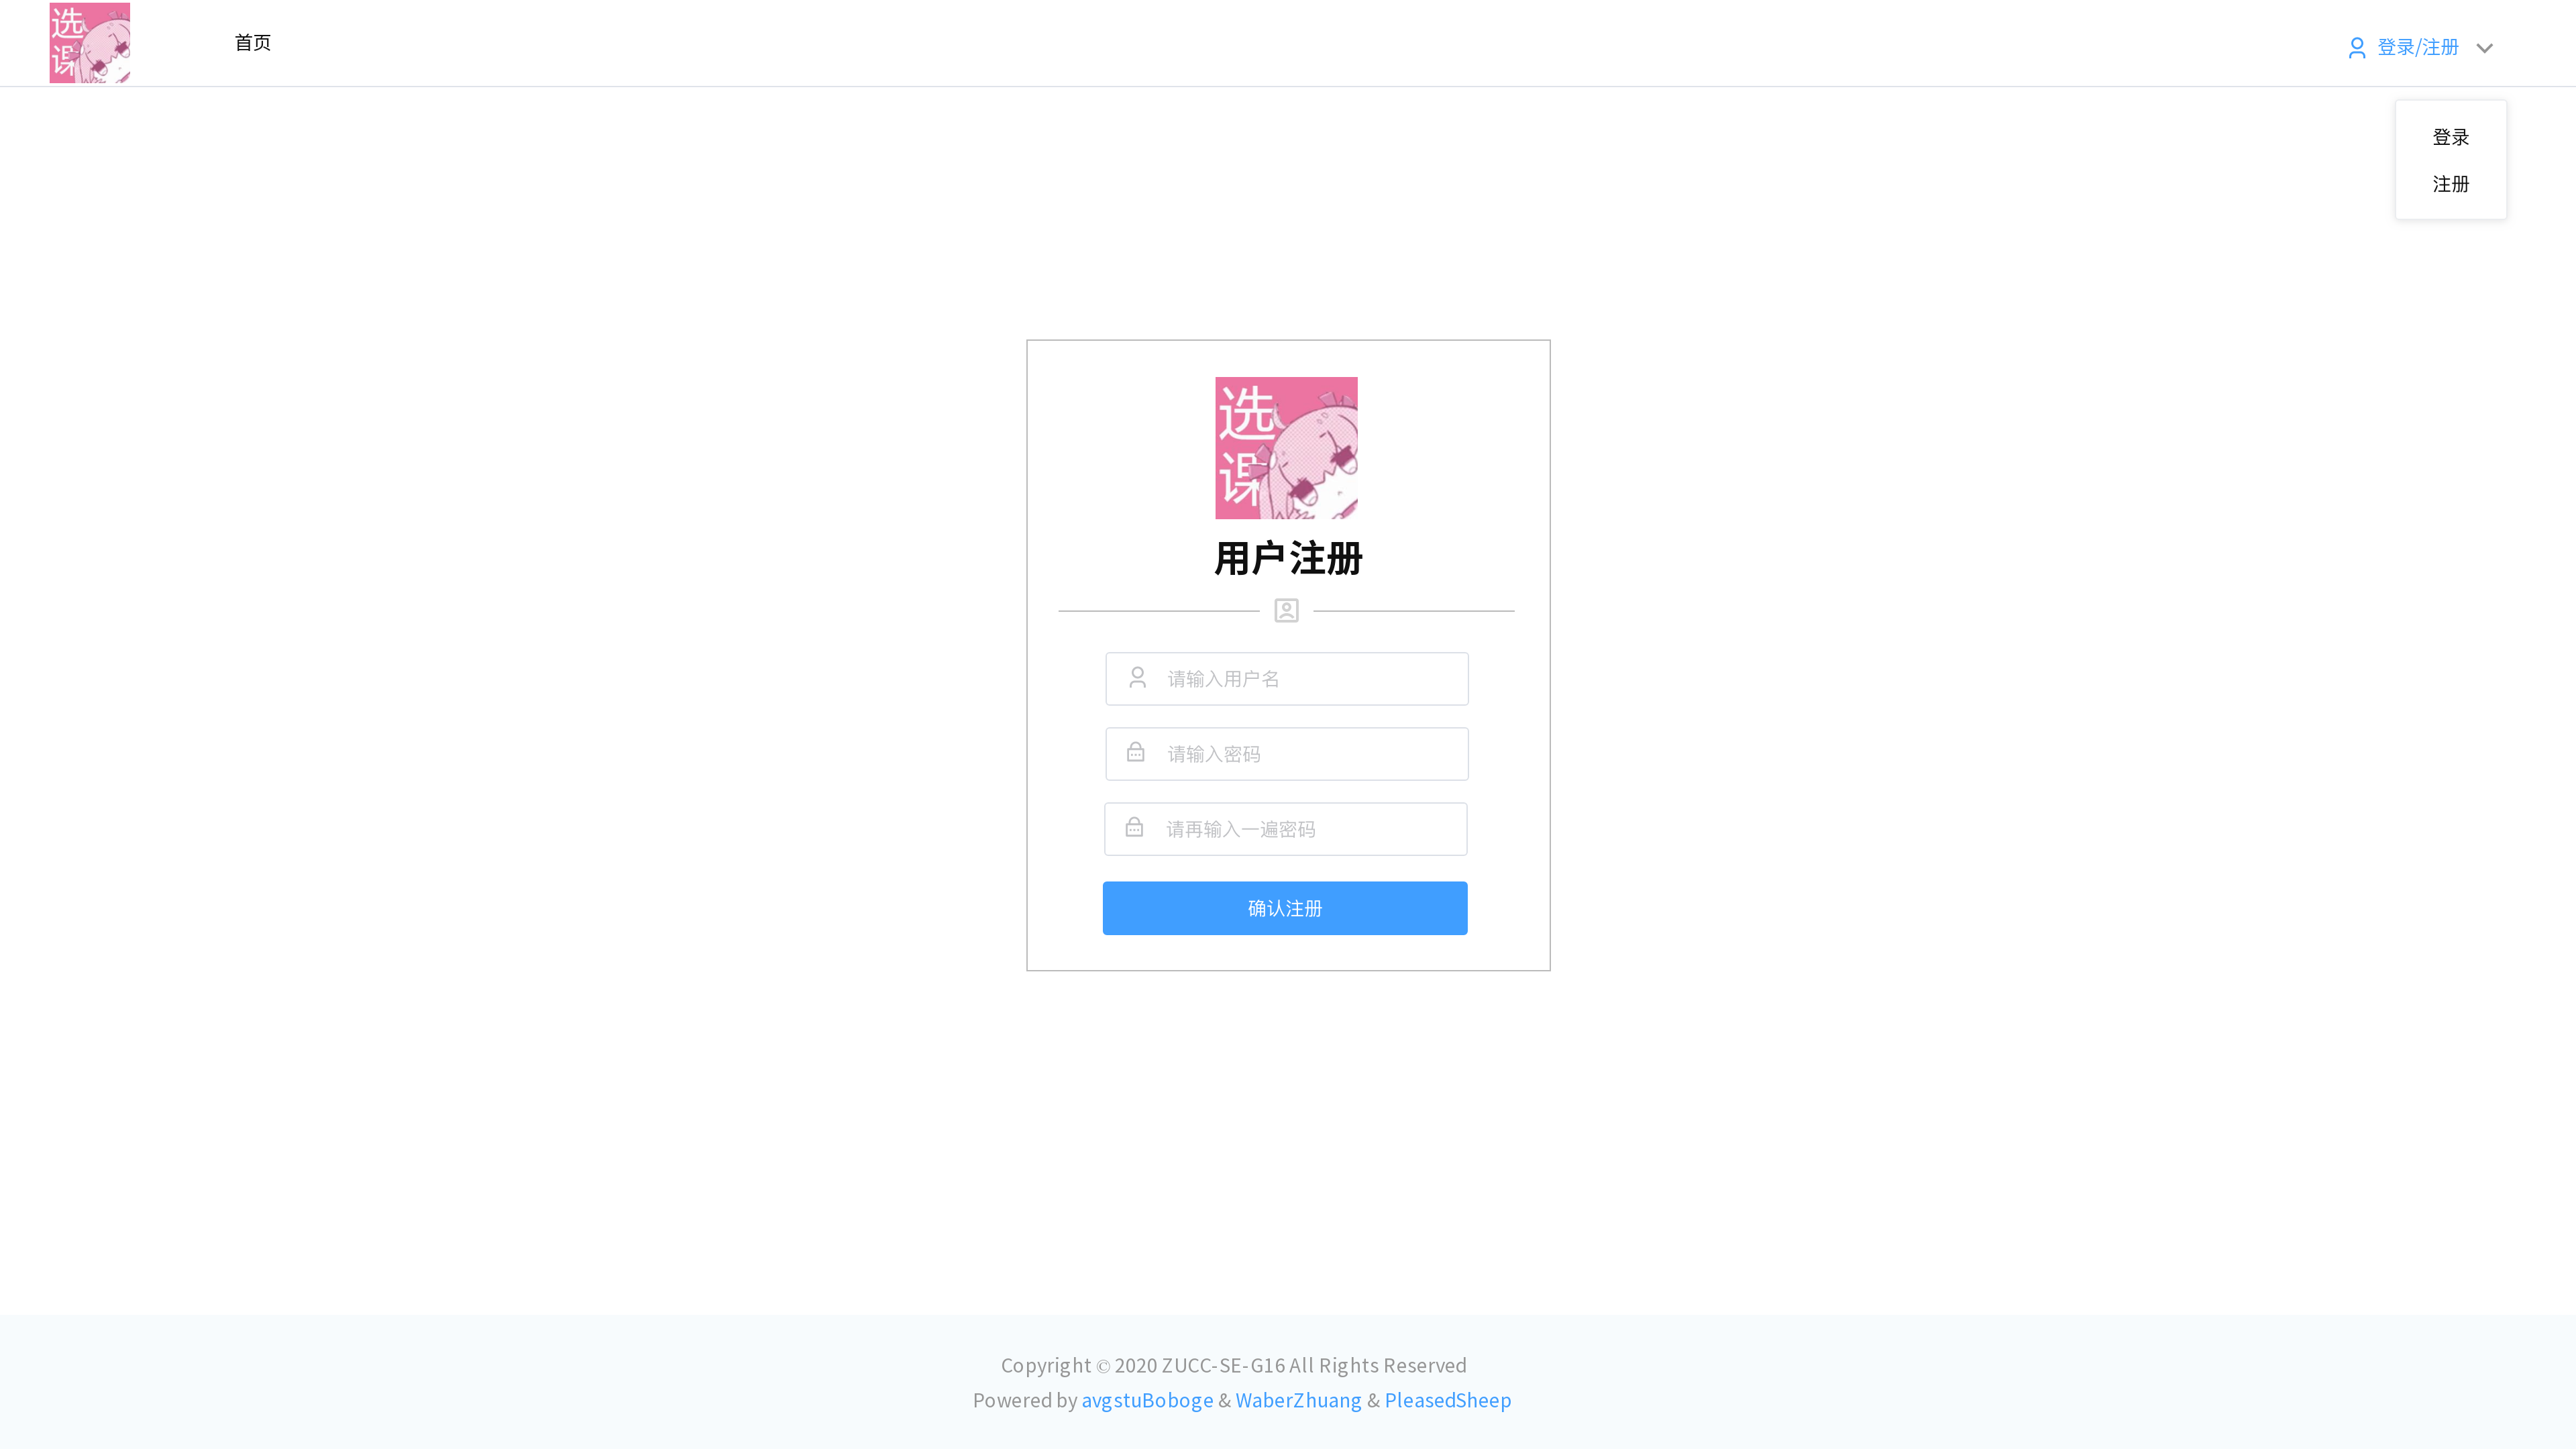 选
课
首页
登录/注册
登录
注册
选
课
用户注册
请输入用户名
请输入密码
请再输入一遍密码
确认注册
Copyright © 2020 ZUCC-SE-G16 All Rights Reserved
Powered by avgstuBoboge & WaberZhuang & PleasedSheep